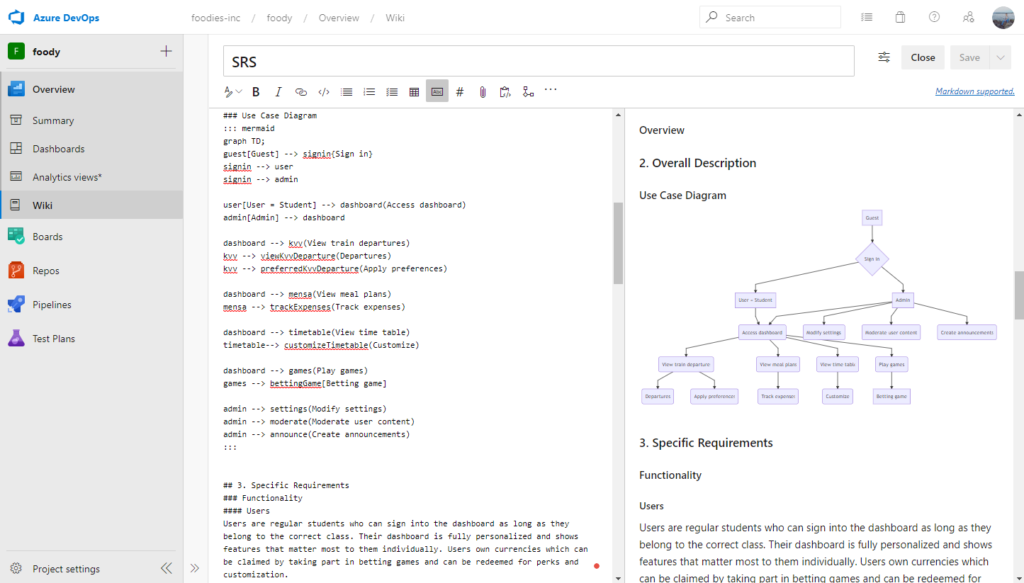 Azure DevOps
foodies-inc / foody / Overview / Wiki
Search
F foody
Overview
Summary
Dashboards
Analytics views*
Wiki
Boards
Repos
Pipelines
Test Plans
Project settings
SRS
Close
Save
B I </> Abc # ...
Markdown supported.
### Use Case Diagram
::: mermaid
graph TD;
guest[Guest] --> signin{Sign in}
signin --> user
signin --> admin
user[User = Student] --> dashboard(Access dashboard)
admin[Admin] --> dashboard
dashboard --> kvv(View train departures)
kvv --> viewKvvDeparture(Departures)
kvv --> preferredKvvDeparture(Apply preferences)
dashboard --> mensa(View meal plans)
mensa --> trackExpenses(Track expenses)
dashboard --> timetable(View time table)
timetable--> customizeTimetable(Customize)
dashboard --> games(Play games)
games --> bettingGame[Betting game]
admin --> settings(Modify settings)
admin --> moderate(Moderate user content)
admin --> announce(Create announcements)
:::
## 3. Specific Requirements
### Functionality
#### Users
Users are regular students who can sign into the dashboard as long as they
belong to the correct class. Their dashboard is fully personalized and shows
features that matter most to them individually. Users own currencies which can
be claimed by taking part in betting games and can be redeemed for perks and
customization.
Overview
2. Overall Description
Use Case Diagram
Guest
Sign in
User = Student
Admin
Access dashboard
Modify settings
Moderate user content
Create announcements
View train departure
View meal plans
View time table
Play games
Departures
Apply preferences
Track expenses
Customize
Betting game
3. Specific Requirements
Functionality
Users
Users are regular students who can sign into the dashboard as long as they
belong to the correct class. Their dashboard is fully personalized and shows
features that matter most to them individually. Users own currencies which
can be claimed by taking part in betting games and can be redeemed for